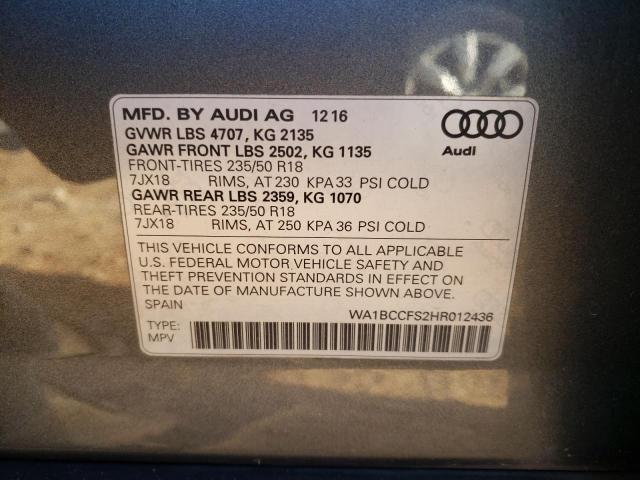 MFD. BY AUDI AG 12 16
GVWR LBS 4707, KG 2135
GAWR FRONT LBS 2502, KG 1135
FRONT-TIRES 235/50 R18
7JX18 RIMS, AT 230 KPA 33 PSI COLD
GAWR REAR LBS 2359, KG 1070
REAR-TIRES 235/50 R18
7JX18 RIMS, AT 250 KPA 36 PSI COLD
Audi
THIS VEHICLE CONFORMS TO ALL APPLICABLE
U.S. FEDERAL MOTOR VEHICLE SAFETY AND
THEFT PREVENTION STANDARDS IN EFFECT ON
THE DATE OF MANUFACTURE SHOWN ABOVE.
SPAIN
WA1BCCFS2HR012436
TYPE:
MPV